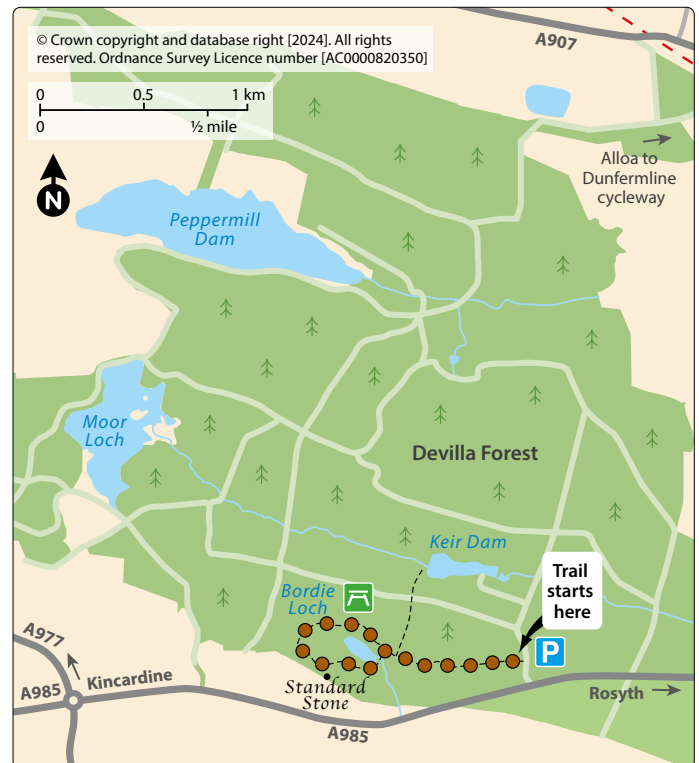 © Crown copyright and database right [2024]. All rights
reserved. Ordnance Survey Licence number [AC0000820350]
A907
0 0.5 1 km
0 ½ mile
N
Alloa to
Dunfermline
cycleway
Peppermill
Dam
Moor
Loch
Devilla Forest
Keir Dam
Trail
starts
here
Bordie
Loch
P
A977
A985
Kincardine
Standard
Stone
Rosyth
A985